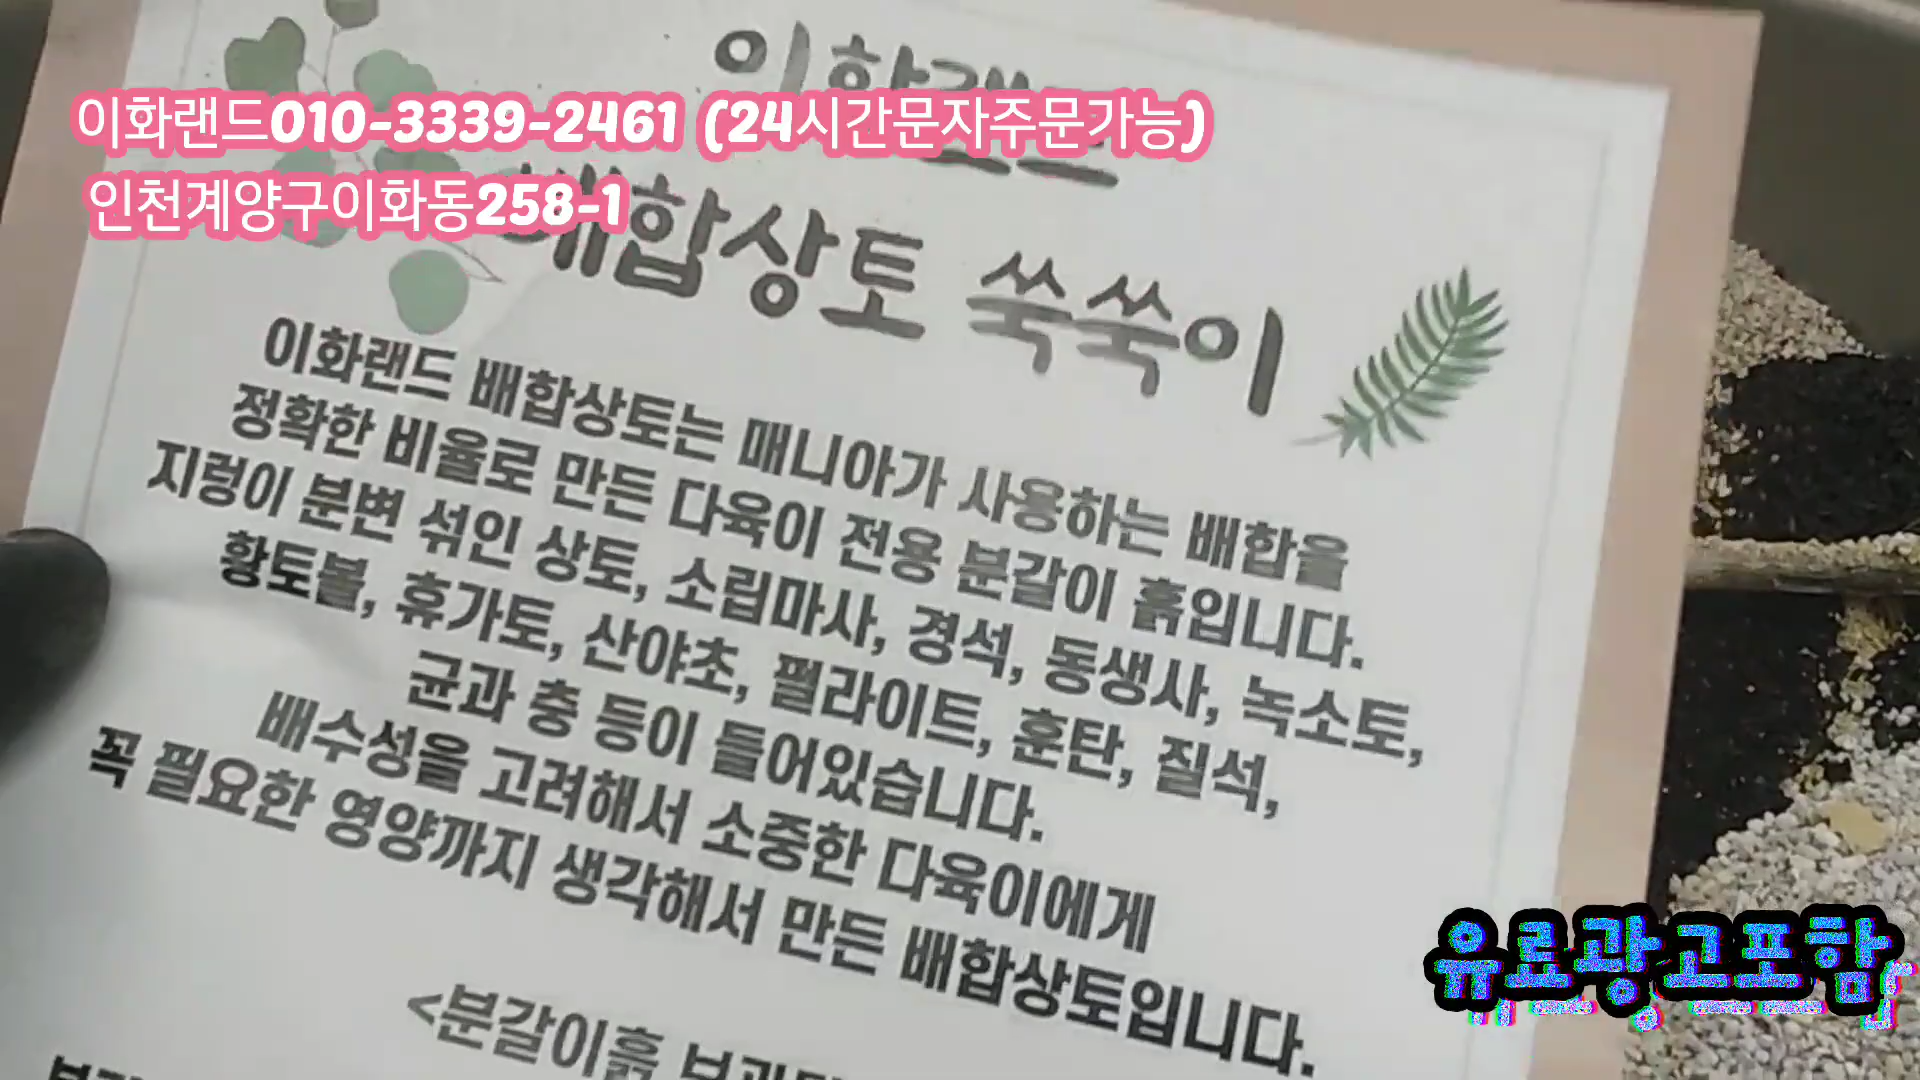 이화랜드010-3339-2461 (24시간문자주문가능)
인천계양구이화동258-1
이화랜드
배합상토 쑥쑥이
이화랜드 배합상토는 매니아가 사용하는 배합을
정확한 비율로 만든 다육이 전용 분갈이 흙입니다.
지렁이 분변 섞인 상토, 소립마사, 경석, 동생사, 녹소토,
황토볼, 휴가토, 산야초, 펄라이트, 훈탄, 질석,
균과 충 등이 들어있습니다.
배수성을 고려해서 소중한 다육이에게
꼭 필요한 영양까지 생각해서 만든 배합상토입니다.
<분갈이흙
유료광고포함